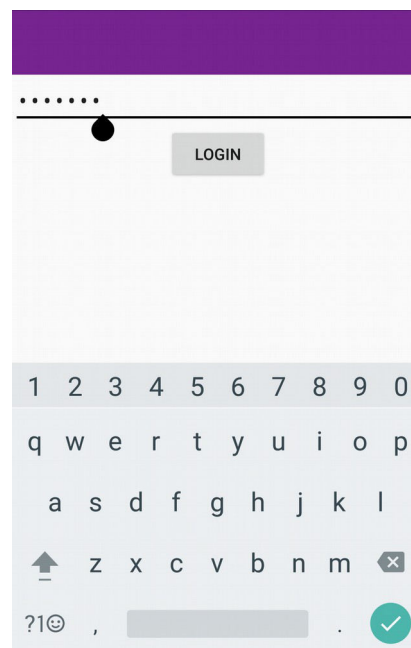 •••••••
LOGIN
1 2 3 4 5 6 7 8 9 0
q w e r t y u i o p
a s d f g h j k l
z x c v b n m
?1☺ , .